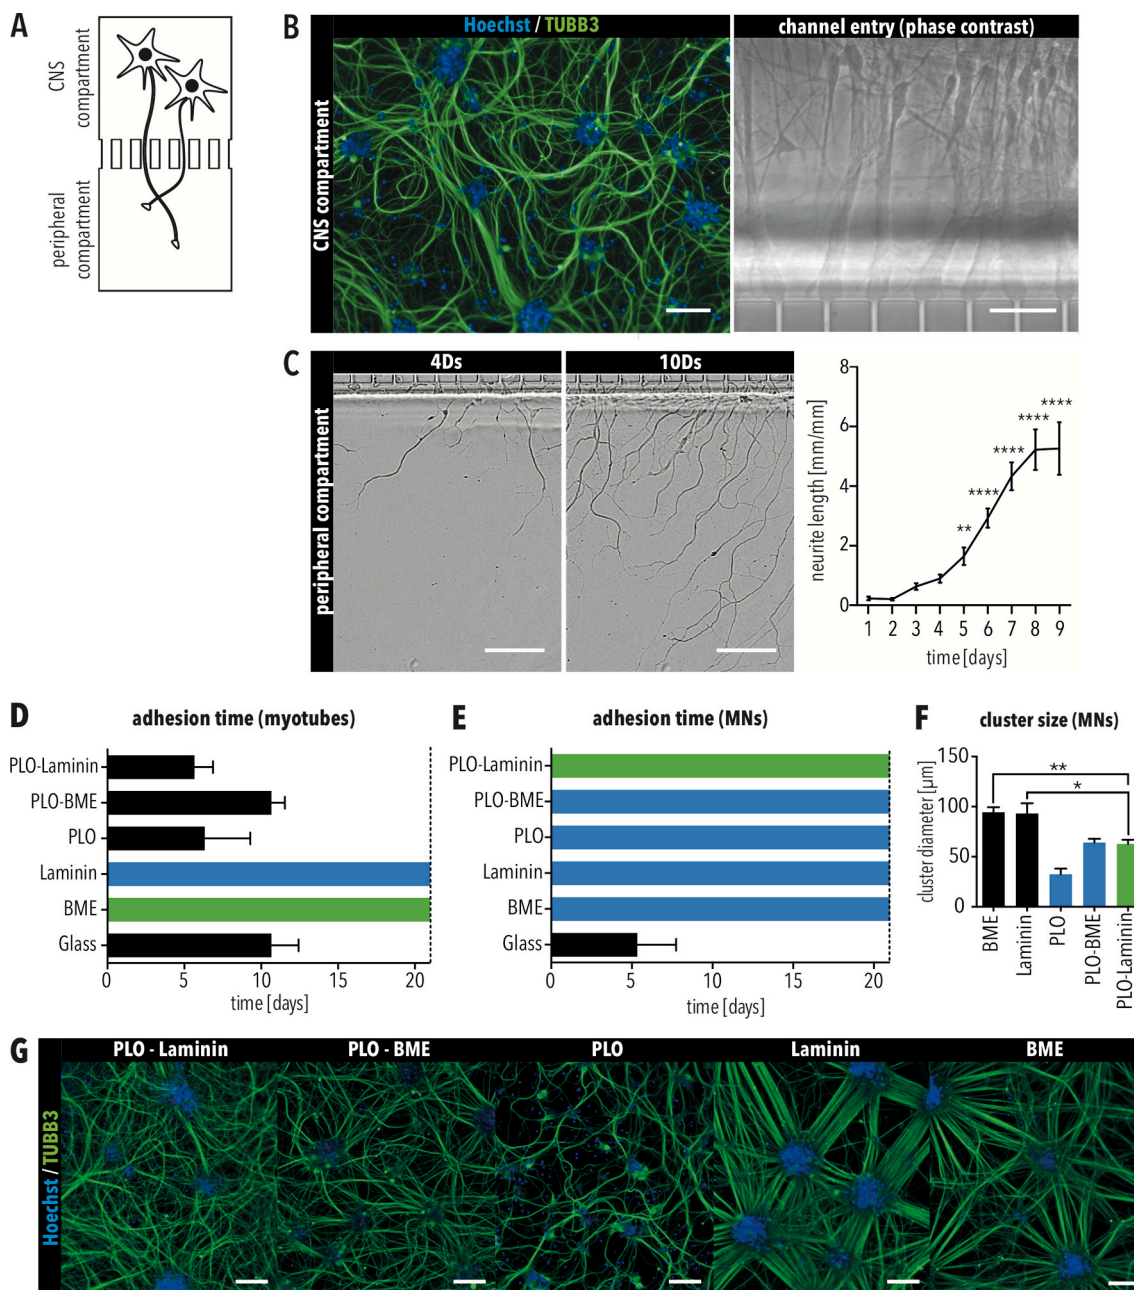 A
CNS
compartment
peripheral
compartment
B
Hoechst / TUBB3
channel entry (phase contrast)
CNS compartment
C
4Ds
10Ds
peripheral compartment
neurite length [mm/mm]
8
6
4
2
0
**
****
****
****
****
1 2 3 4 5 6 7 8 9
time [days]
D
adhesion time (myotubes)
PLO-Laminin
PLO-BME
PLO
Laminin
BME
Glass
0 5 10 15 20
time [days]
E
adhesion time (MNs)
PLO-Laminin
PLO-BME
PLO
Laminin
BME
Glass
0 5 10 15 20
time [days]
F
cluster size (MNs)
cluster diameter [µm]
150
100
50
0
**
*
BME
Laminin
PLO
PLO-BME
PLO-Laminin
G
PLO - Laminin
PLO - BME
PLO
Laminin
BME
Hoechst / TUBB3